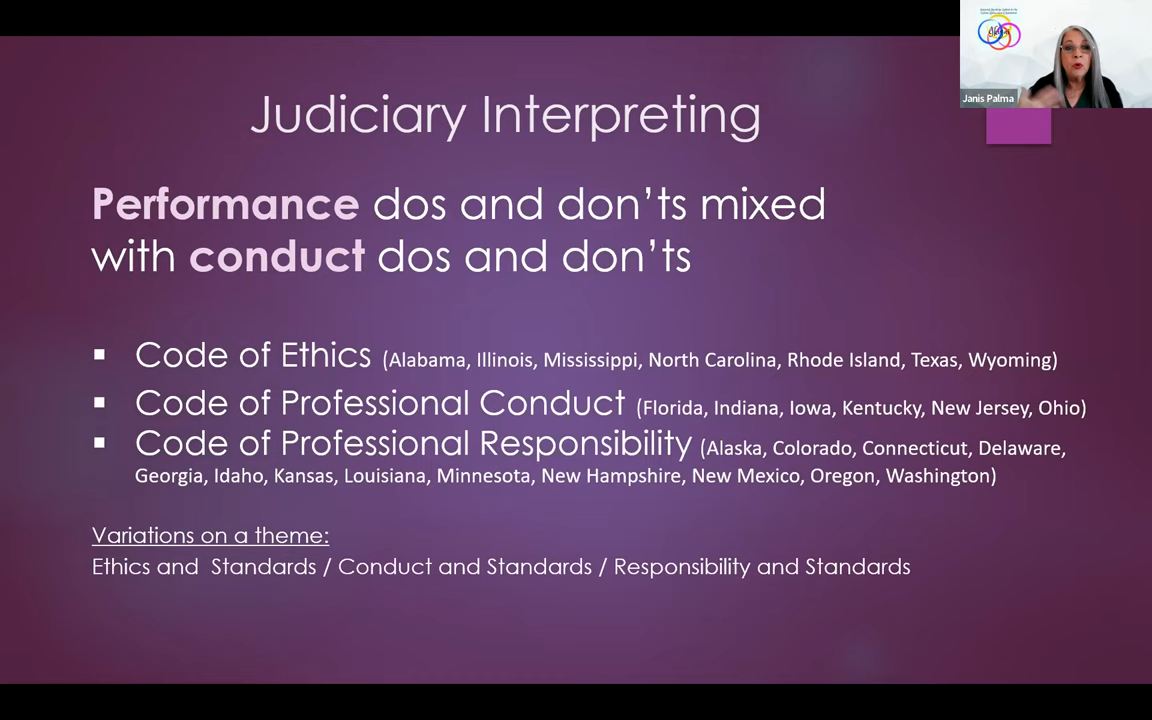 Judiciary Interpreting
Janis Palma
Performance dos and don'ts mixed
with conduct dos and don'ts
▪ Code of Ethics (Alabama, Illinois, Mississippi, North Carolina, Rhode Island, Texas, Wyoming)
▪ Code of Professional Conduct (Florida, Indiana, Iowa, Kentucky, New Jersey, Ohio)
▪ Code of Professional Responsibility (Alaska, Colorado, Connecticut, Delaware,
Georgia, Idaho, Kansas, Louisiana, Minnesota, New Hampshire, New Mexico, Oregon, Washington)
Variations on a theme:
Ethics and Standards / Conduct and Standards / Responsibility and Standards